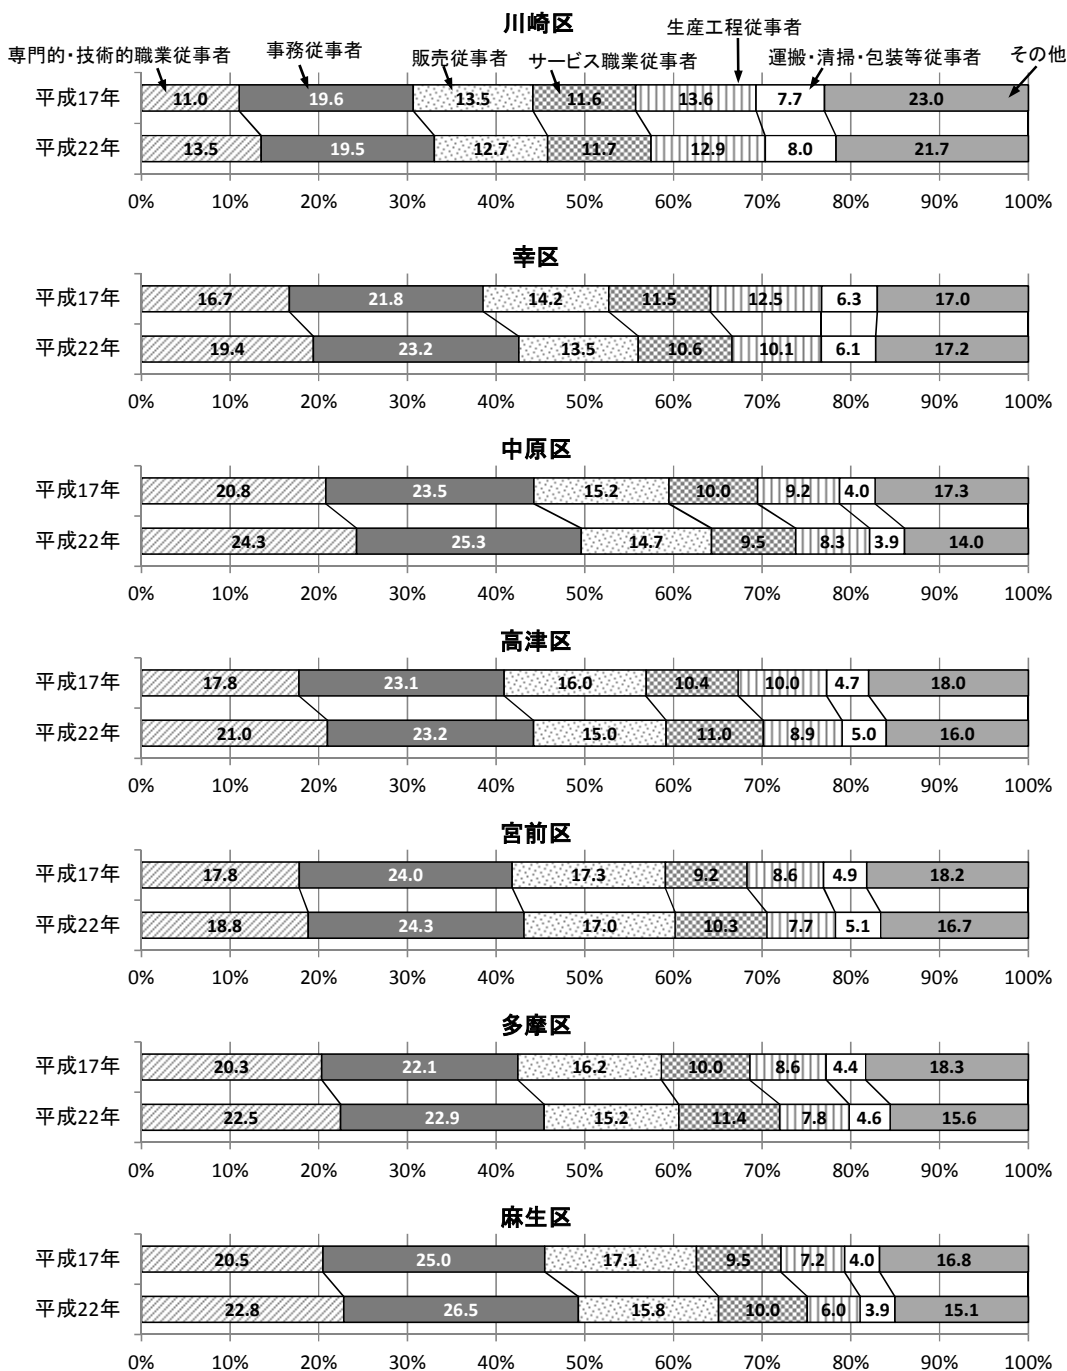 川崎区
専門的・技術的職業従事者 事務従事者 販売従事者 サービス職業従事者 生産工程従事者 運搬・清掃・包装等従事者 その他
平成17年 11.0 19.6 13.5 11.6 13.6 7.7 23.0
平成22年 13.5 19.5 12.7 11.7 12.9 8.0 21.7
0% 10% 20% 30% 40% 50% 60% 70% 80% 90% 100%
幸区
平成17年 16.7 21.8 14.2 11.5 12.5 6.3 17.0
平成22年 19.4 23.2 13.5 10.6 10.1 6.1 17.2
0% 10% 20% 30% 40% 50% 60% 70% 80% 90% 100%
中原区
平成17年 20.8 23.5 15.2 10.0 9.2 4.0 17.3
平成22年 24.3 25.3 14.7 9.5 8.3 3.9 14.0
0% 10% 20% 30% 40% 50% 60% 70% 80% 90% 100%
高津区
平成17年 17.8 23.1 16.0 10.4 10.0 4.7 18.0
平成22年 21.0 23.2 15.0 11.0 8.9 5.0 16.0
0% 10% 20% 30% 40% 50% 60% 70% 80% 90% 100%
宮前区
平成17年 17.8 24.0 17.3 9.2 8.6 4.9 18.2
平成22年 18.8 24.3 17.0 10.3 7.7 5.1 16.7
0% 10% 20% 30% 40% 50% 60% 70% 80% 90% 100%
多摩区
平成17年 20.3 22.1 16.2 10.0 8.6 4.4 18.3
平成22年 22.5 22.9 15.2 11.4 7.8 4.6 15.6
0% 10% 20% 30% 40% 50% 60% 70% 80% 90% 100%
麻生区
平成17年 20.5 25.0 17.1 9.5 7.2 4.0 16.8
平成22年 22.8 26.5 15.8 10.0 6.0 3.9 15.1
0% 10% 20% 30% 40% 50% 60% 70% 80% 90% 100%